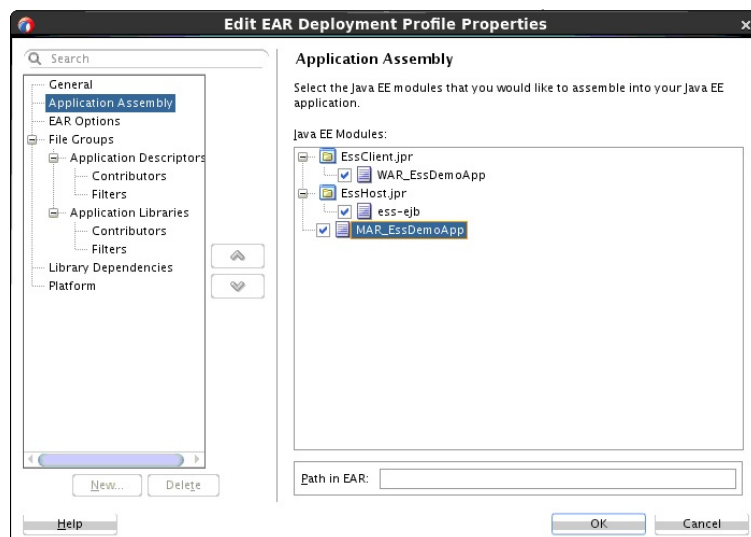 Edit EAR Deployment Profile Properties
Search
General
Application Assembly
EAR Options
File Groups
Application Descriptors
Contributors
Filters
Application Libraries
Contributors
Filters
Library Dependencies
Platform
New...
Delete
Application Assembly
Select the Java EE modules that you would like to assemble into your Java EE
application.
Java EE Modules:
EssClient.jpr
WAR_EssDemoApp
EssHost.jpr
ess-ejb
MAR_EssDemoApp
Path in EAR:
Help
OK
Cancel